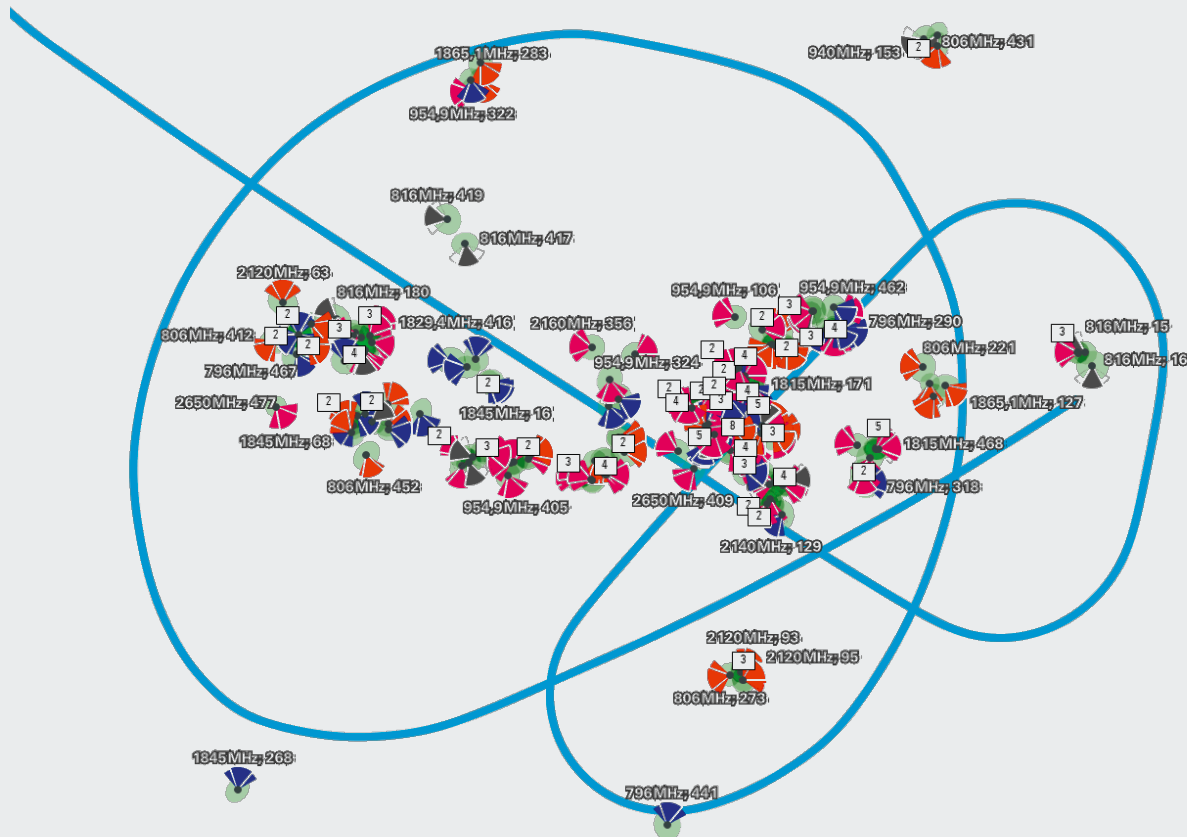 1865,1MHz; 283
940MHz; 153
2
806MHz; 431
954,9MHz; 322
816MHz; 419
816MHz; 417
2120MHz; 63
816MHz; 180
954,9MHz; 106
954,9MHz; 462
2
3
3
2
806MHz; 412
2
2
3
4
1829,4MHz; 416
2160MHz; 356
796MHz; 290
4
3
2
3
816MHz; 15
816MHz; 16
796MHz; 467
954,9MHz; 324
2
4
2
806MHz; 221
1815MHz; 171
1865,1MHz; 127
2650MHz; 477
2
2
2
1845MHz; 16
2
2
2
4
4
3
5
1845MHz; 68
2
3
2
2
5
8
3
4
5
1815MHz; 468
806MHz; 452
3
4
3
4
2
796MHz; 318
954,9MHz; 405
2650MHz; 409
2
2
2140MHz; 129
2120MHz; 93
3
2120MHz; 95
806MHz; 273
1845MHz; 268
796MHz; 441